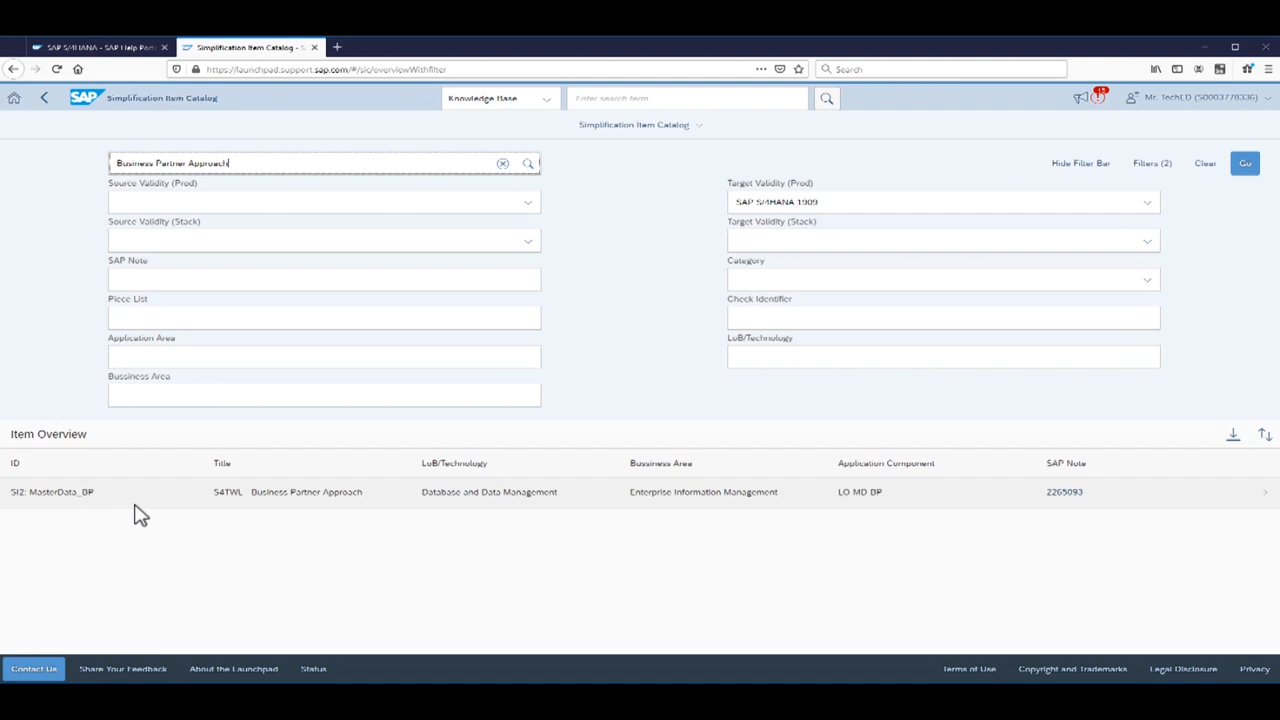 SAP S/4HANA - SAP Help Port
Simplification Item Catalog - S
https://launchpad.support.sap.com/#/sic/overviewWithfilter
Search
SAP Simplification Item Catalog
Knowledge Base
Enter search term
15
Mr. TechED (S0003778336)
Simplification Item Catalog
Business Partner Approach
Hide Filter Bar
Filters (2)
Clear
Go
Source Validity (Prod)
Target Validity (Prod)
SAP S/4HANA 1909
Source Validity (Stack)
Target Validity (Stack)
SAP Note
Category
Piece List
Check Identifier
Application Area
LoB/Technology
Bussiness Area
Item Overview
ID Title LoB/Technology Bussiness Area Application Component SAP Note
SI2: MasterData_BP S4TWL Business Partner Approach Database and Data Management Enterprise Information Management LO MD BP 2265093
Contact Us Share Your Feedback About the Launchpad Status Terms of Use Copyright and Trademarks Legal Disclosure Privacy